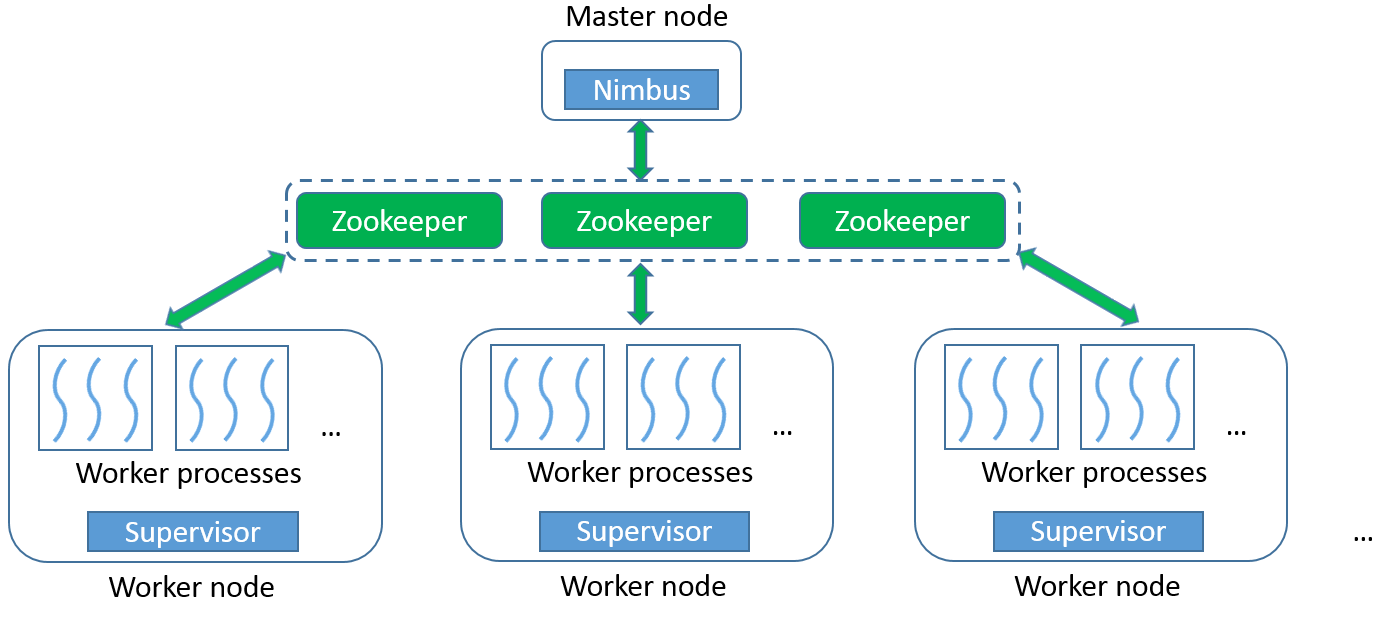 Master node
Nimbus
Zookeeper Zookeeper Zookeeper
... ... ...
Worker processes Worker processes Worker processes
Supervisor Supervisor Supervisor ...
Worker node Worker node Worker node